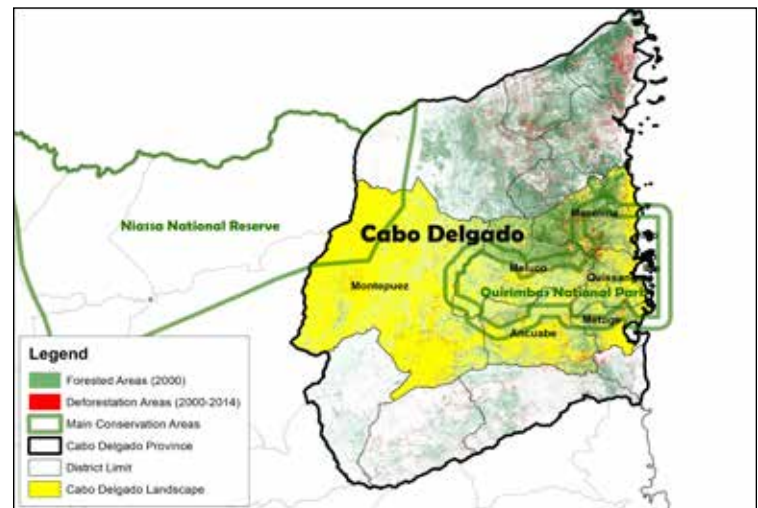 Macomia
Niassa National Reserve
Cabo Delgado
Meluco
Quissanga
Montepuez
Quirimbas National Park
Metuge
Ancuabe
Legend
Forested Areas (2000)
Deforestation Areas (2000-2014)
Main Conservation Areas
Cabo Delgado Province
District Limit
Cabo Delgado Landscape